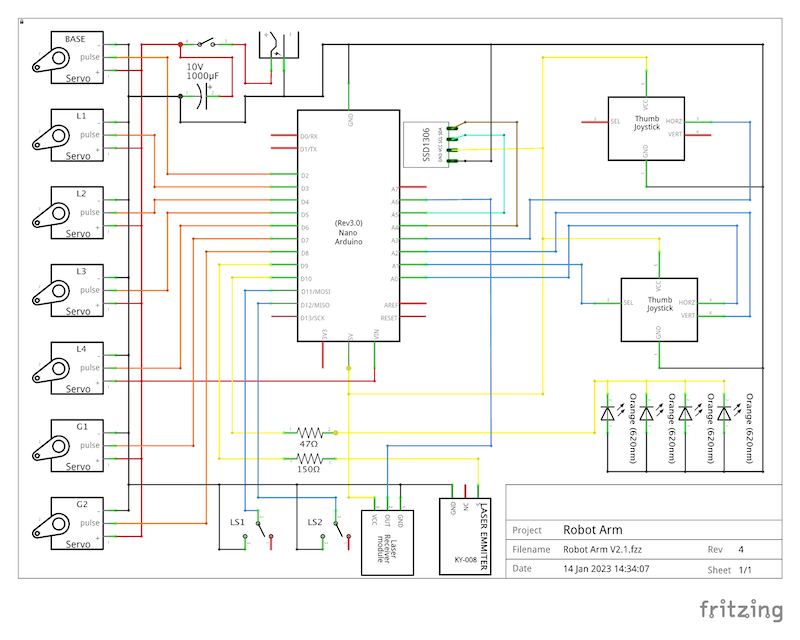 BASE
-
pulse
+
Servo
L1
-
pulse
+
Servo
L2
-
pulse
+
Servo
L3
-
pulse
+
Servo
L4
-
pulse
+
Servo
G1
-
pulse
+
Servo
G2
-
pulse
+
Servo
10V
1000µF
+
GND
D0/RX
D1/TX
D2
D3
D4
D5
D6
D7
D8
D9
D10
D11/MOSI
D12/MISO
D13/SCK
(Rev3.0)
Nano
Arduino
A7
A6
A5
A4
A3
A2
A1
A0
AREF
RESET
3V3
5V
VIN
SSD1306
VCC
SEL
Thumb
Joystick
HORZ
VERT
GND
VCC
SEL
Thumb
Joystick
HORZ
VERT
GND
Orange (620nm)
Orange (620nm)
Orange (620nm)
Orange (620nm)
47Ω
150Ω
LS1
LS2
VCC
OUT
GND
Laser
Receiver
module
GND
NC
S
LASER EMMITER
KY-008
Project Robot Arm
Filename Robot Arm V2.1.fzz Rev 4
Date 14 Jan 2023 14:34:07 Sheet 1/1
fritzing